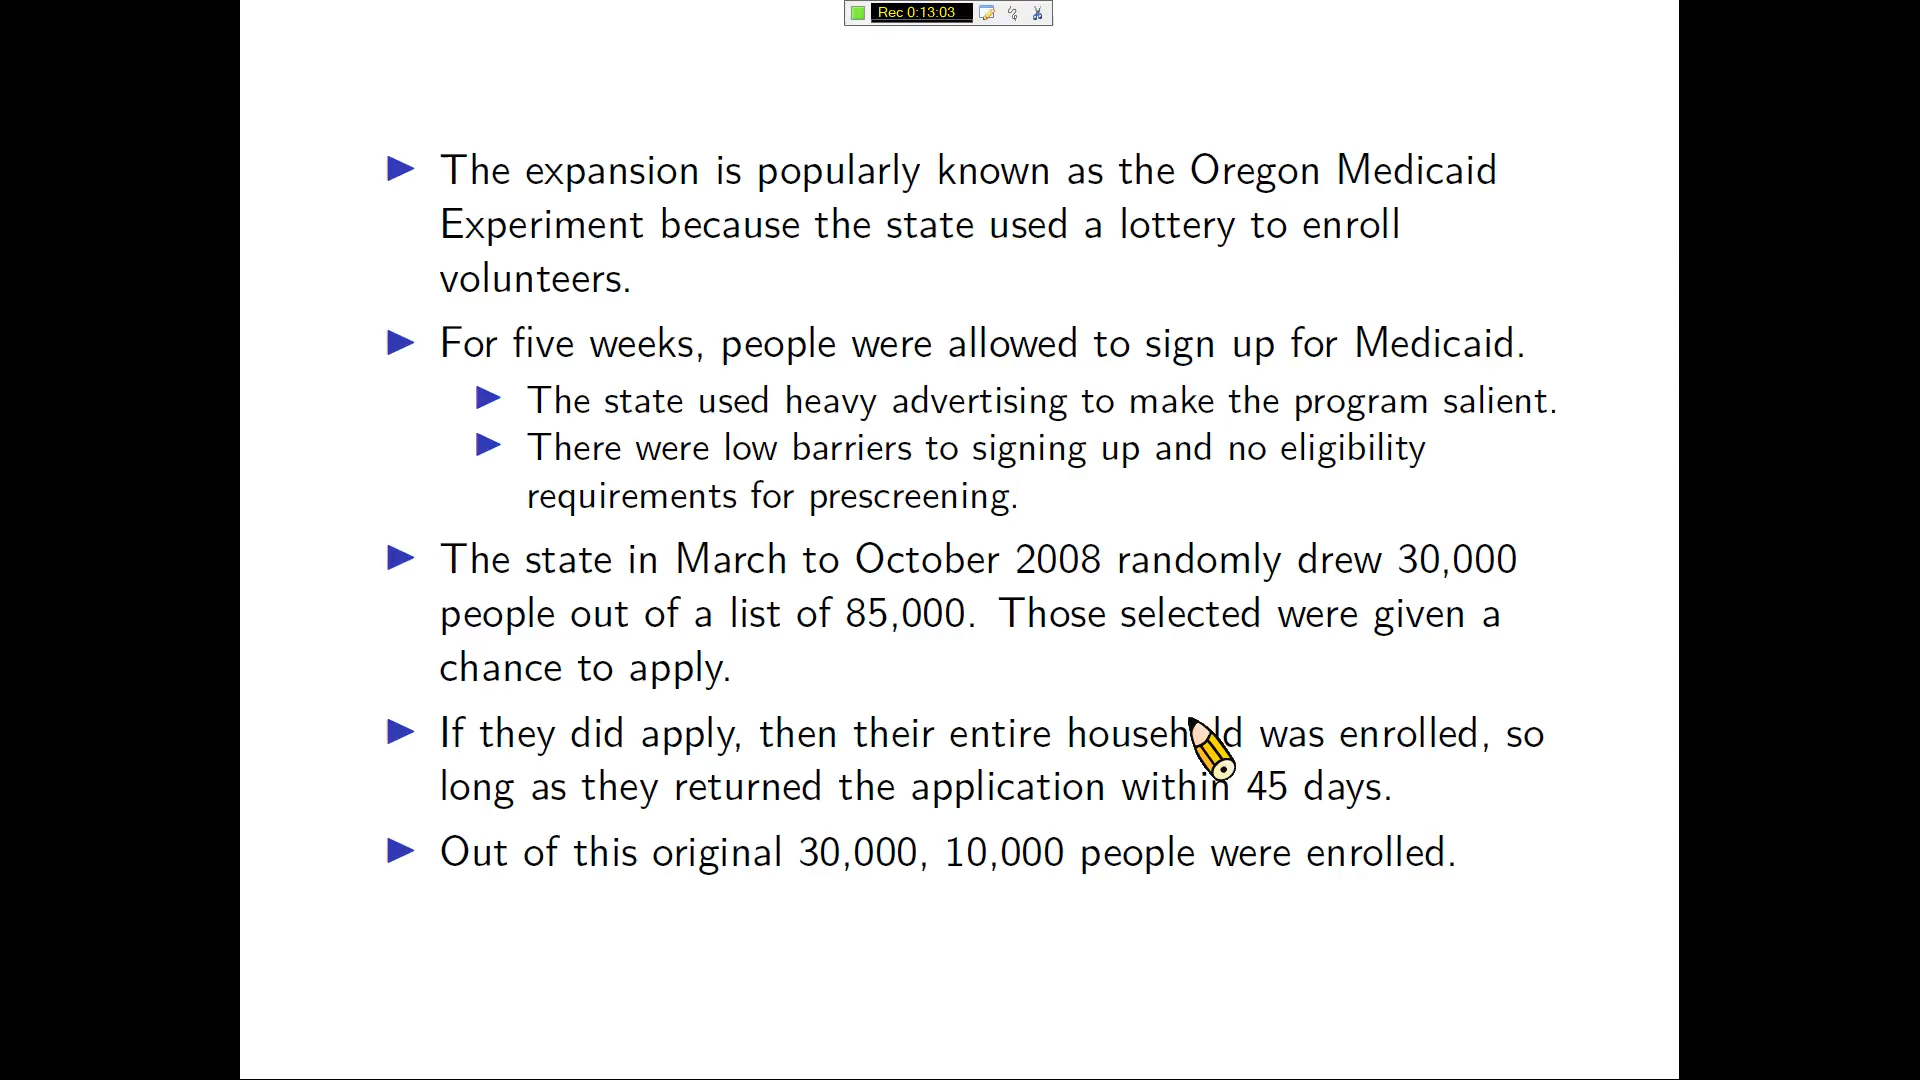 Rec 0:13:03
The expansion is popularly known as the Oregon Medicaid
Experiment because the state used a lottery to enroll
volunteers.
For five weeks, people were allowed to sign up for Medicaid.
The state used heavy advertising to make the program salient.
There were low barriers to signing up and no eligibility
requirements for prescreening.
The state in March to October 2008 randomly drew 30,000
people out of a list of 85,000. Those selected were given a
chance to apply.
If they did apply, then their entire household was enrolled, so
long as they returned the application within 45 days.
Out of this original 30,000, 10,000 people were enrolled.